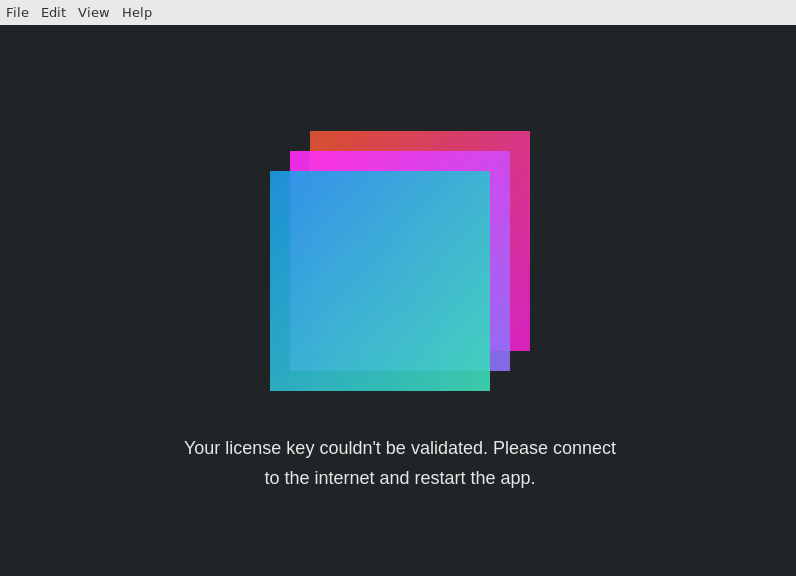 File Edit View Help
Your license key couldn't be validated. Please connect
to the internet and restart the app.